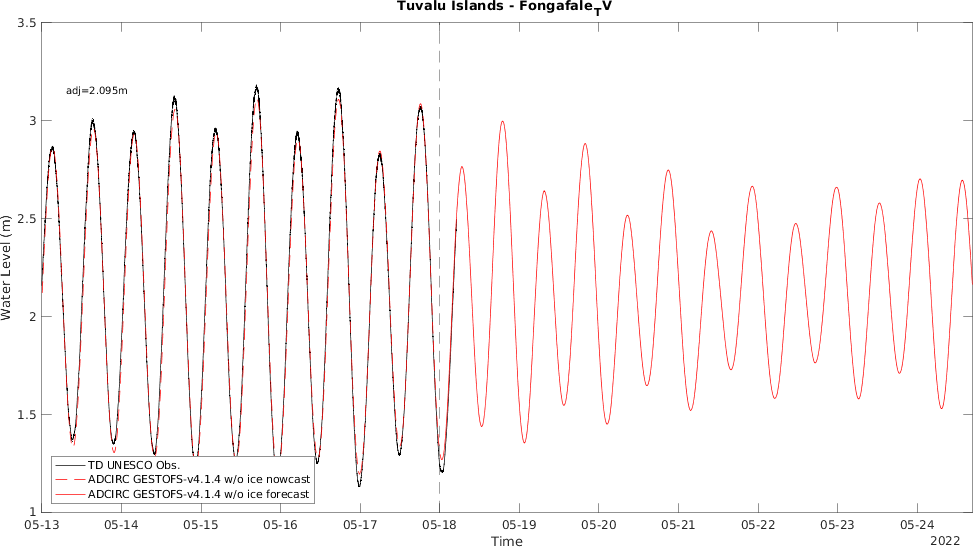 Tuvalu Islands - Fongafale_TV
3.5
adj=2.095m
3
2.5
Water Level (m)
2
1.5
TD UNESCO Obs.
ADCIRC GESTOFS-v4.1.4 w/o ice nowcast
ADCIRC GESTOFS-v4.1.4 w/o ice forecast
1
05-13 05-14 05-15 05-16 05-17 05-18 05-19 05-20 05-21 05-22 05-23 05-24
Time
2022